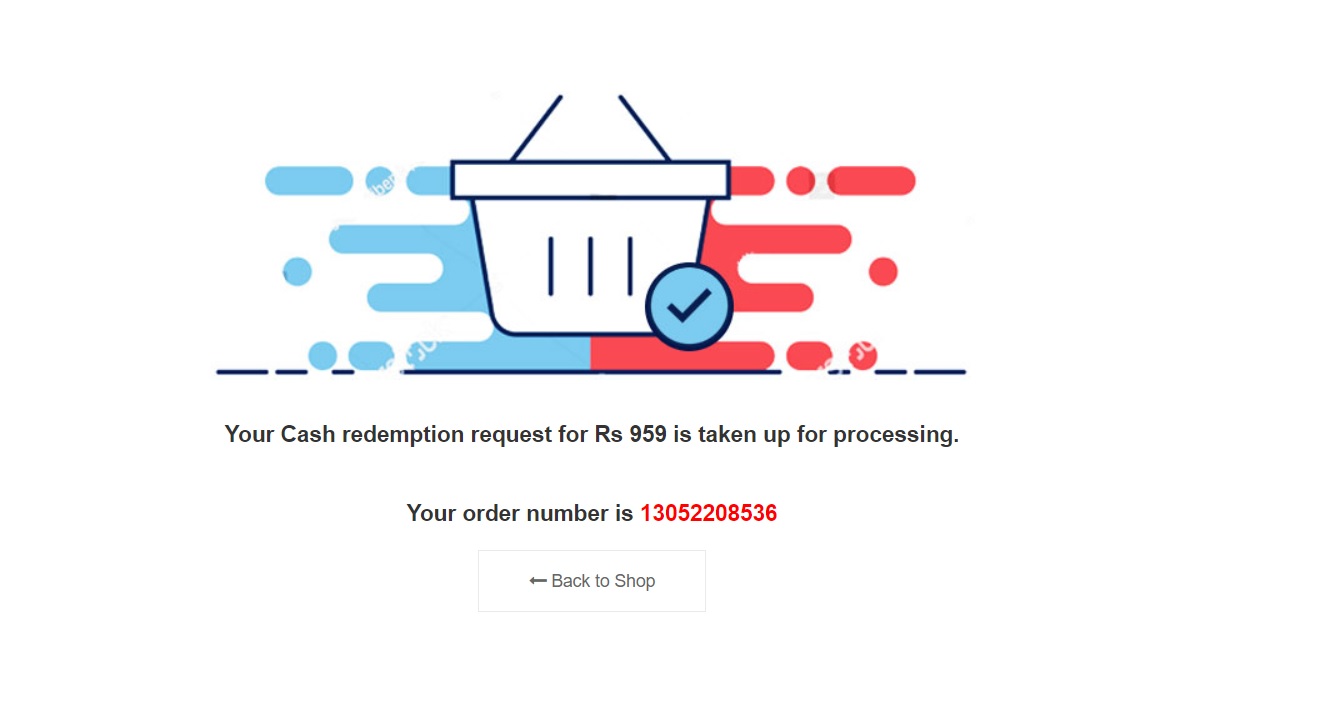 Your Cash redemption request for Rs 959 is taken up for processing.
Your order number is 13052208536
Back to Shop